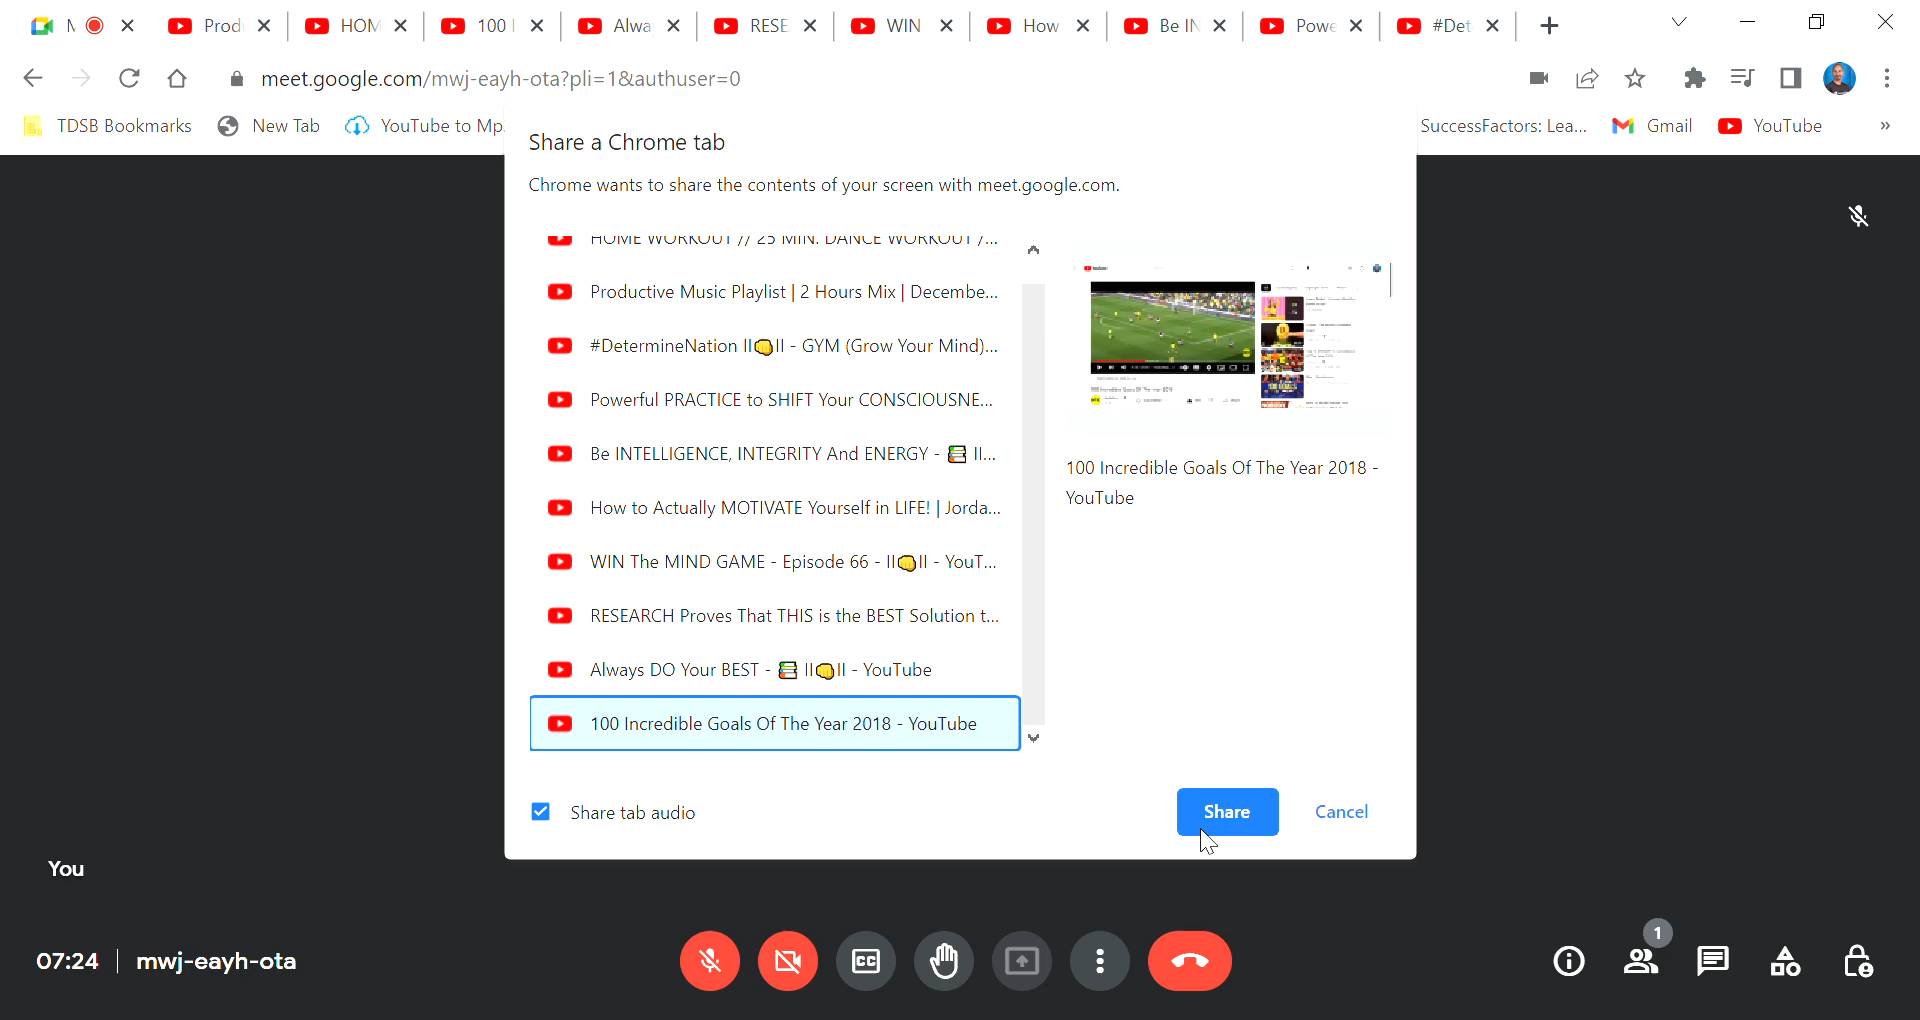 Prod
HOM
100
Alwa
RESE
WIN
How
Be IN
Powe
#Det
meet.google.com/mwj-eayh-ota?pli=1&authuser=0
TDSB Bookmarks
New Tab
YouTube to Mp
SuccessFactors: Lea...
Gmail
YouTube
»
Share a Chrome tab
Chrome wants to share the contents of your screen with meet.google.com.
HOME WORKOUT // 25 MIN. DANCE WORKOUT /...
Productive Music Playlist | 2 Hours Mix | Decembe...
#DetermineNation II👊II - GYM (Grow Your Mind)...
Powerful PRACTICE to SHIFT Your CONSCIOUSNE...
Be INTELLIGENCE, INTEGRITY And ENERGY - 📚 II...
How to Actually MOTIVATE Yourself in LIFE! | Jorda...
WIN The MIND GAME - Episode 66 - II👊II - YouT...
RESEARCH Proves That THIS is the BEST Solution t...
Always DO Your BEST - 📚 II👊II - YouTube
100 Incredible Goals Of The Year 2018 - YouTube
100 Incredible Goals Of The Year 2018 -
YouTube
Share tab audio
Share
Cancel
You
07:24 | mwj-eayh-ota
CC
1